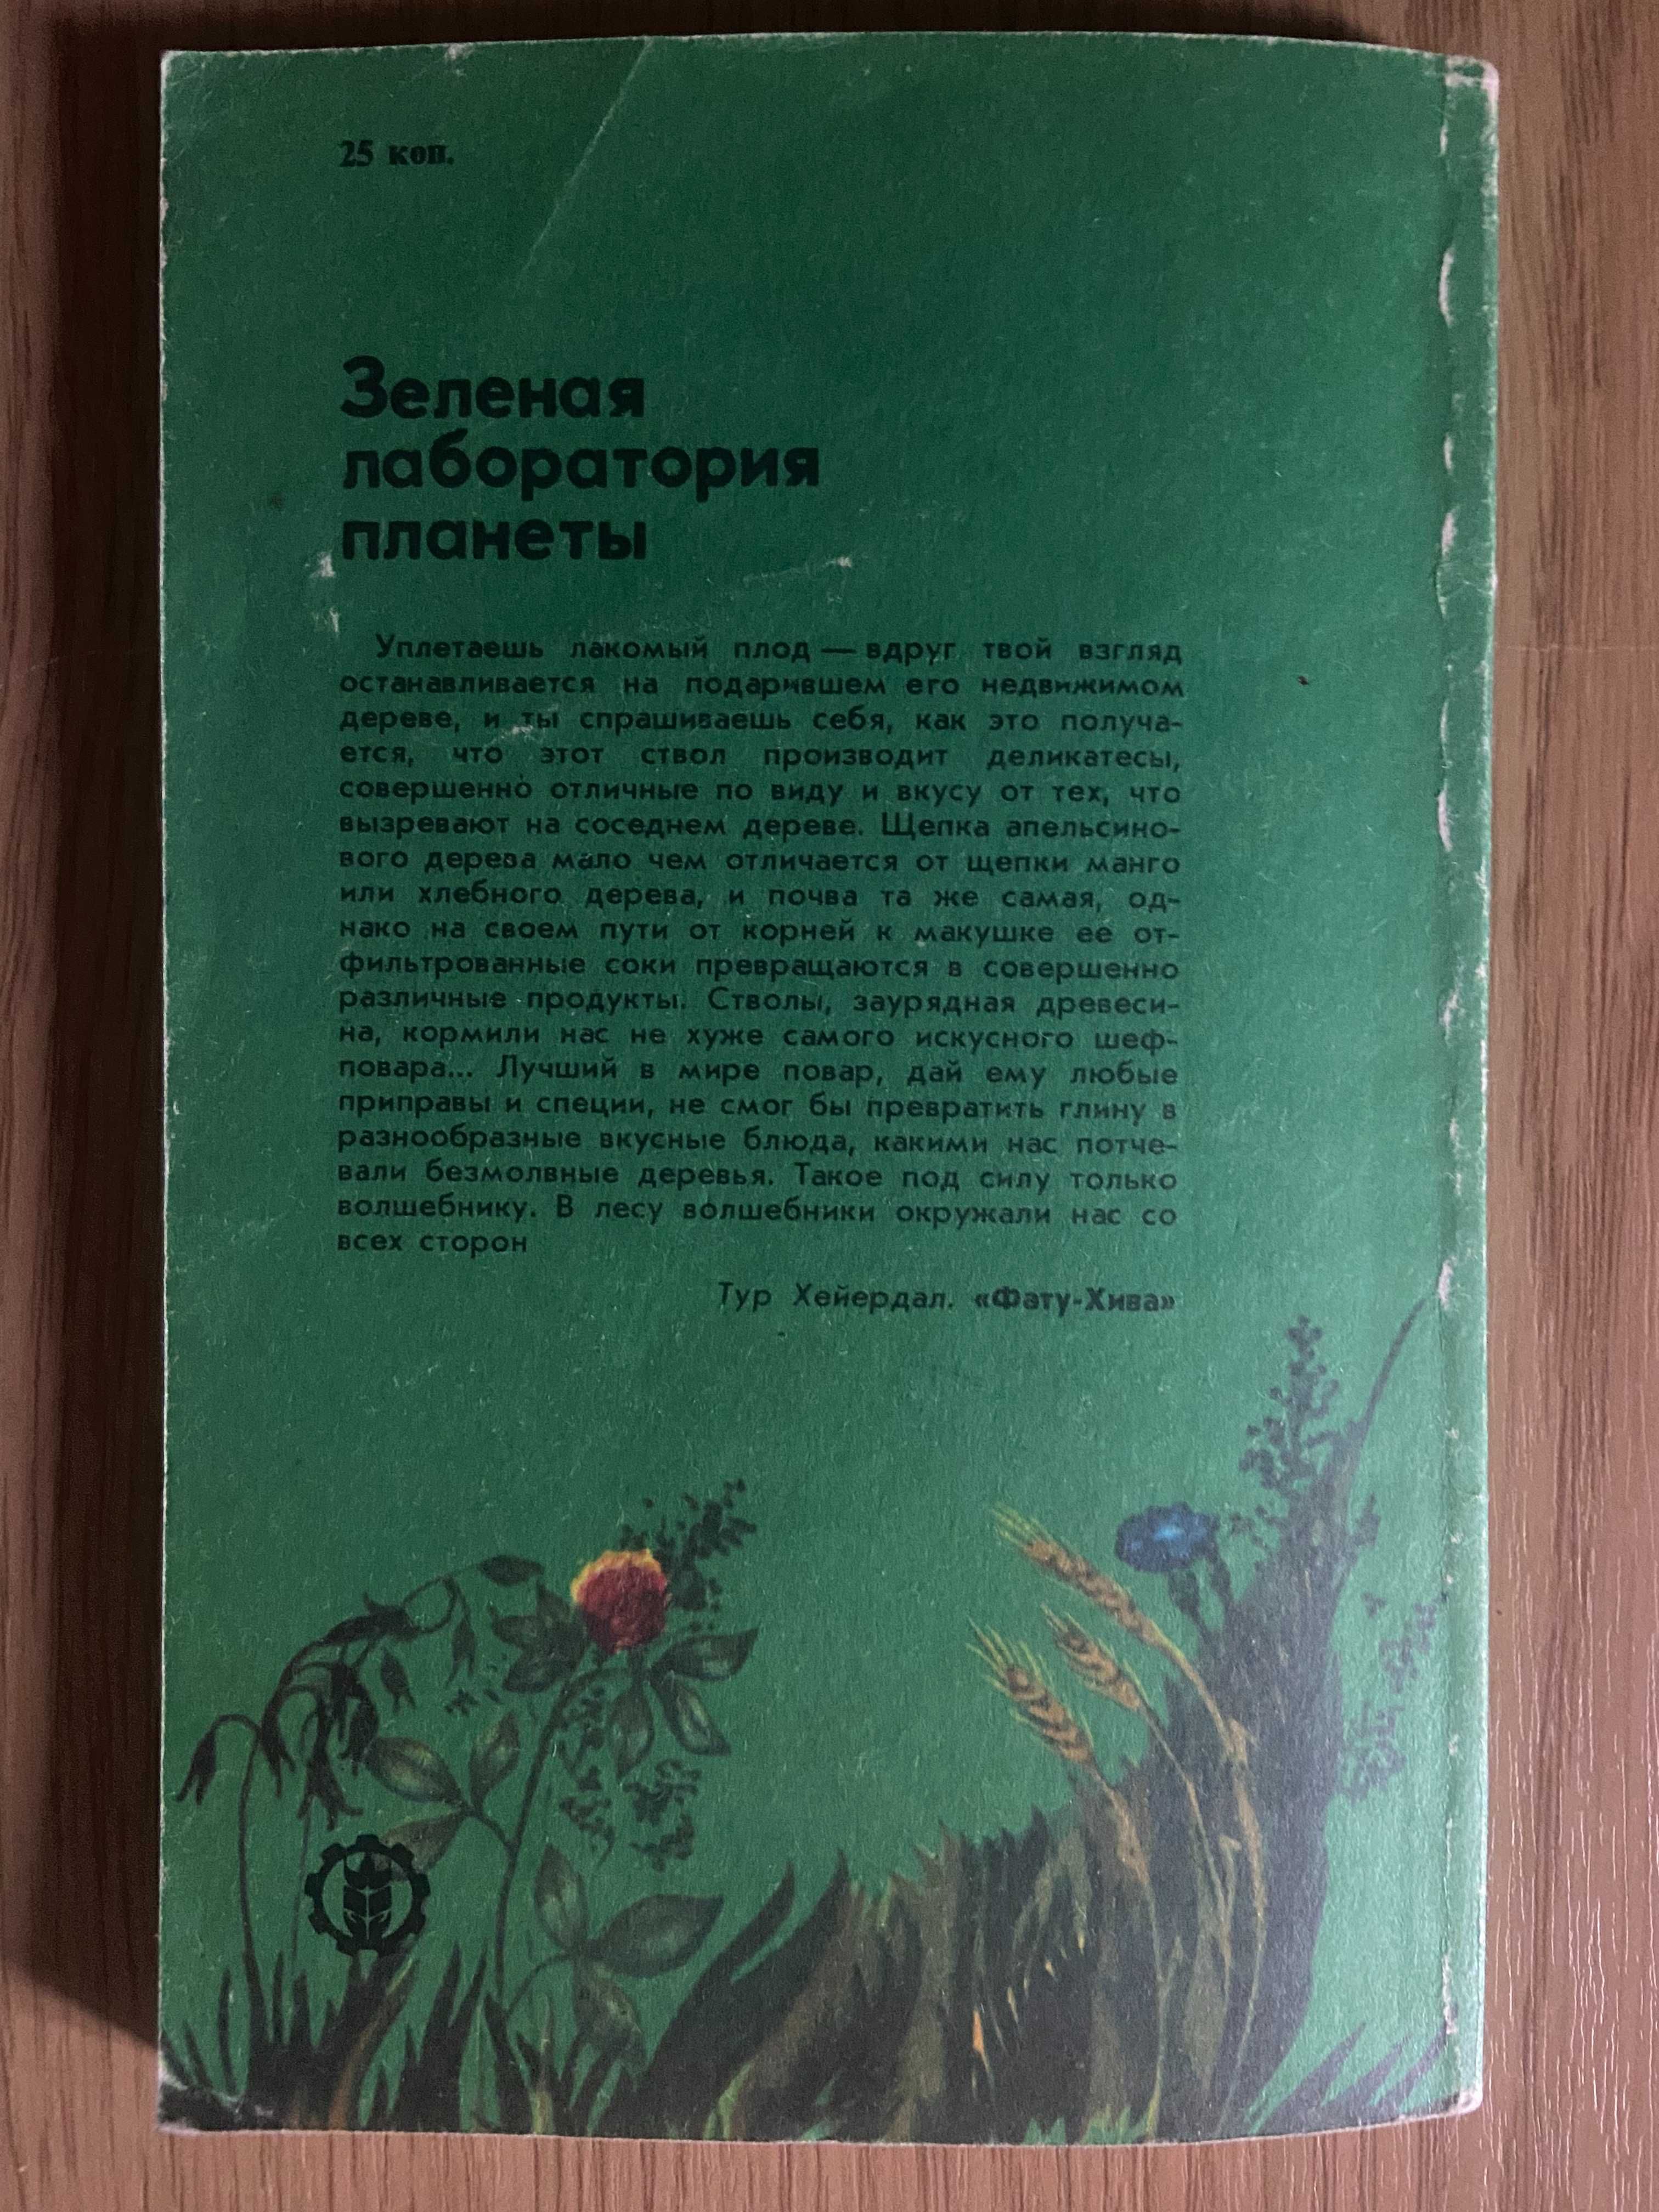 25 коп.
Зеленая
лаборатория
планеты
Уплетаешь лакомый плод — вдруг твой взгляд
останавливается на подарившем его недвижимом
дереве, и ты спрашиваешь себя, как это получа-
ется, что этот ствол производит деликатесы,
совершенно отличные по виду и вкусу от тех, что
вызревают на соседнем дереве. Щепка апельсино-
вого дерева мало чем отличается от щепки манго
или хлебного дерева, и почва та же самая, од-
нако на своем пути от корней к макушке ее от-
фильтрованные соки превращаются в совершенно
различные продукты. Стволы, заурядная древеси-
на, кормили нас не хуже самого искусного шеф-
повара... Лучший в мире повар, дай ему любые
приправы и специи, не смог бы превратить глину в
разнообразные вкусные блюда, какими нас потче-
вали безмолвные деревья. Такое под силу только
волшебнику. В лесу волшебники окружали нас со
всех сторон
Тур Хейердал. «Фату-Хива»